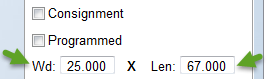 Consignment
Programmed
Wd: 25.000 X Len: 67.000